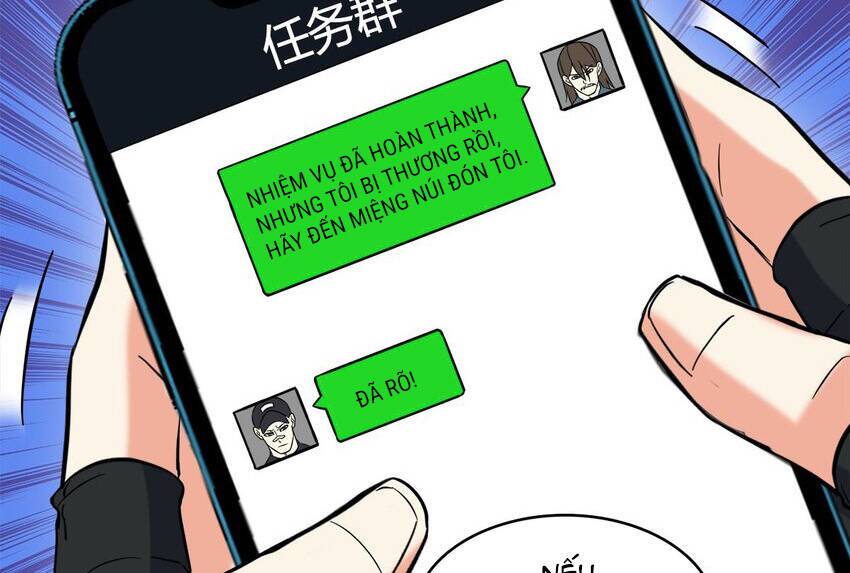 任务群
NHIỆM VỤ ĐÃ HOÀN THÀNH,
NHƯNG TÔI BỊ THƯƠNG RỒI,
HÃY ĐẾN MIỆNG NÚI ĐÓN TÔI.
ĐÃ RÕ!
NẾU